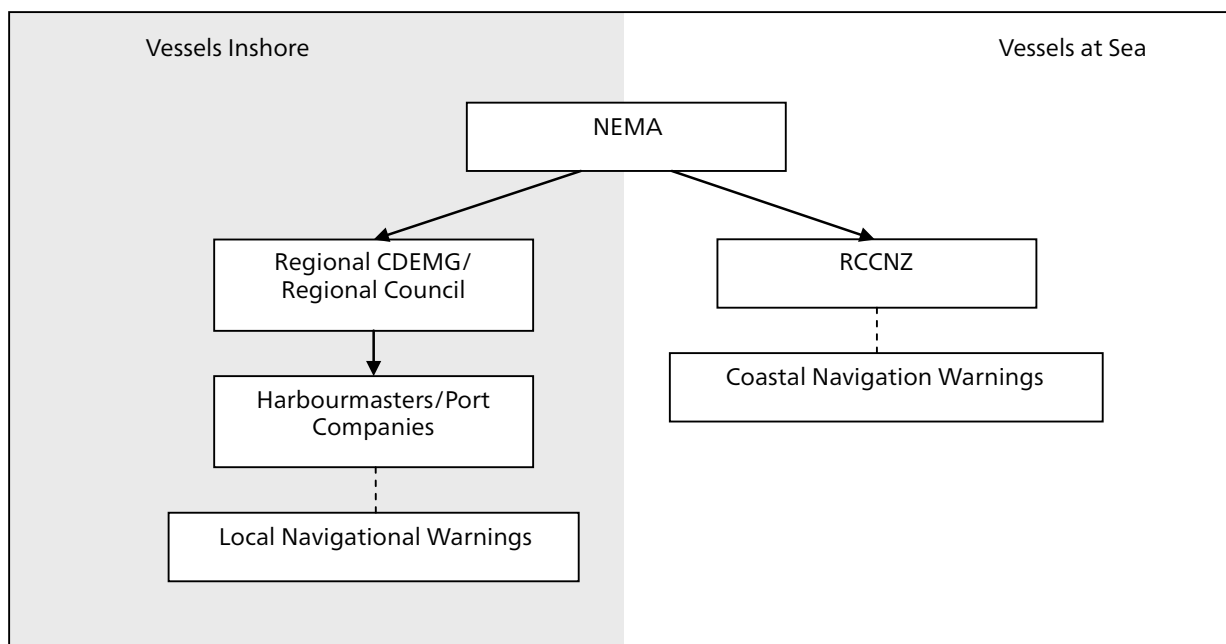 Vessels Inshore
Vessels at Sea
NEMA
Regional CDEMG/
Regional Council
RCCNZ
Harbourmasters/Port
Companies
Coastal Navigation Warnings
Local Navigational Warnings